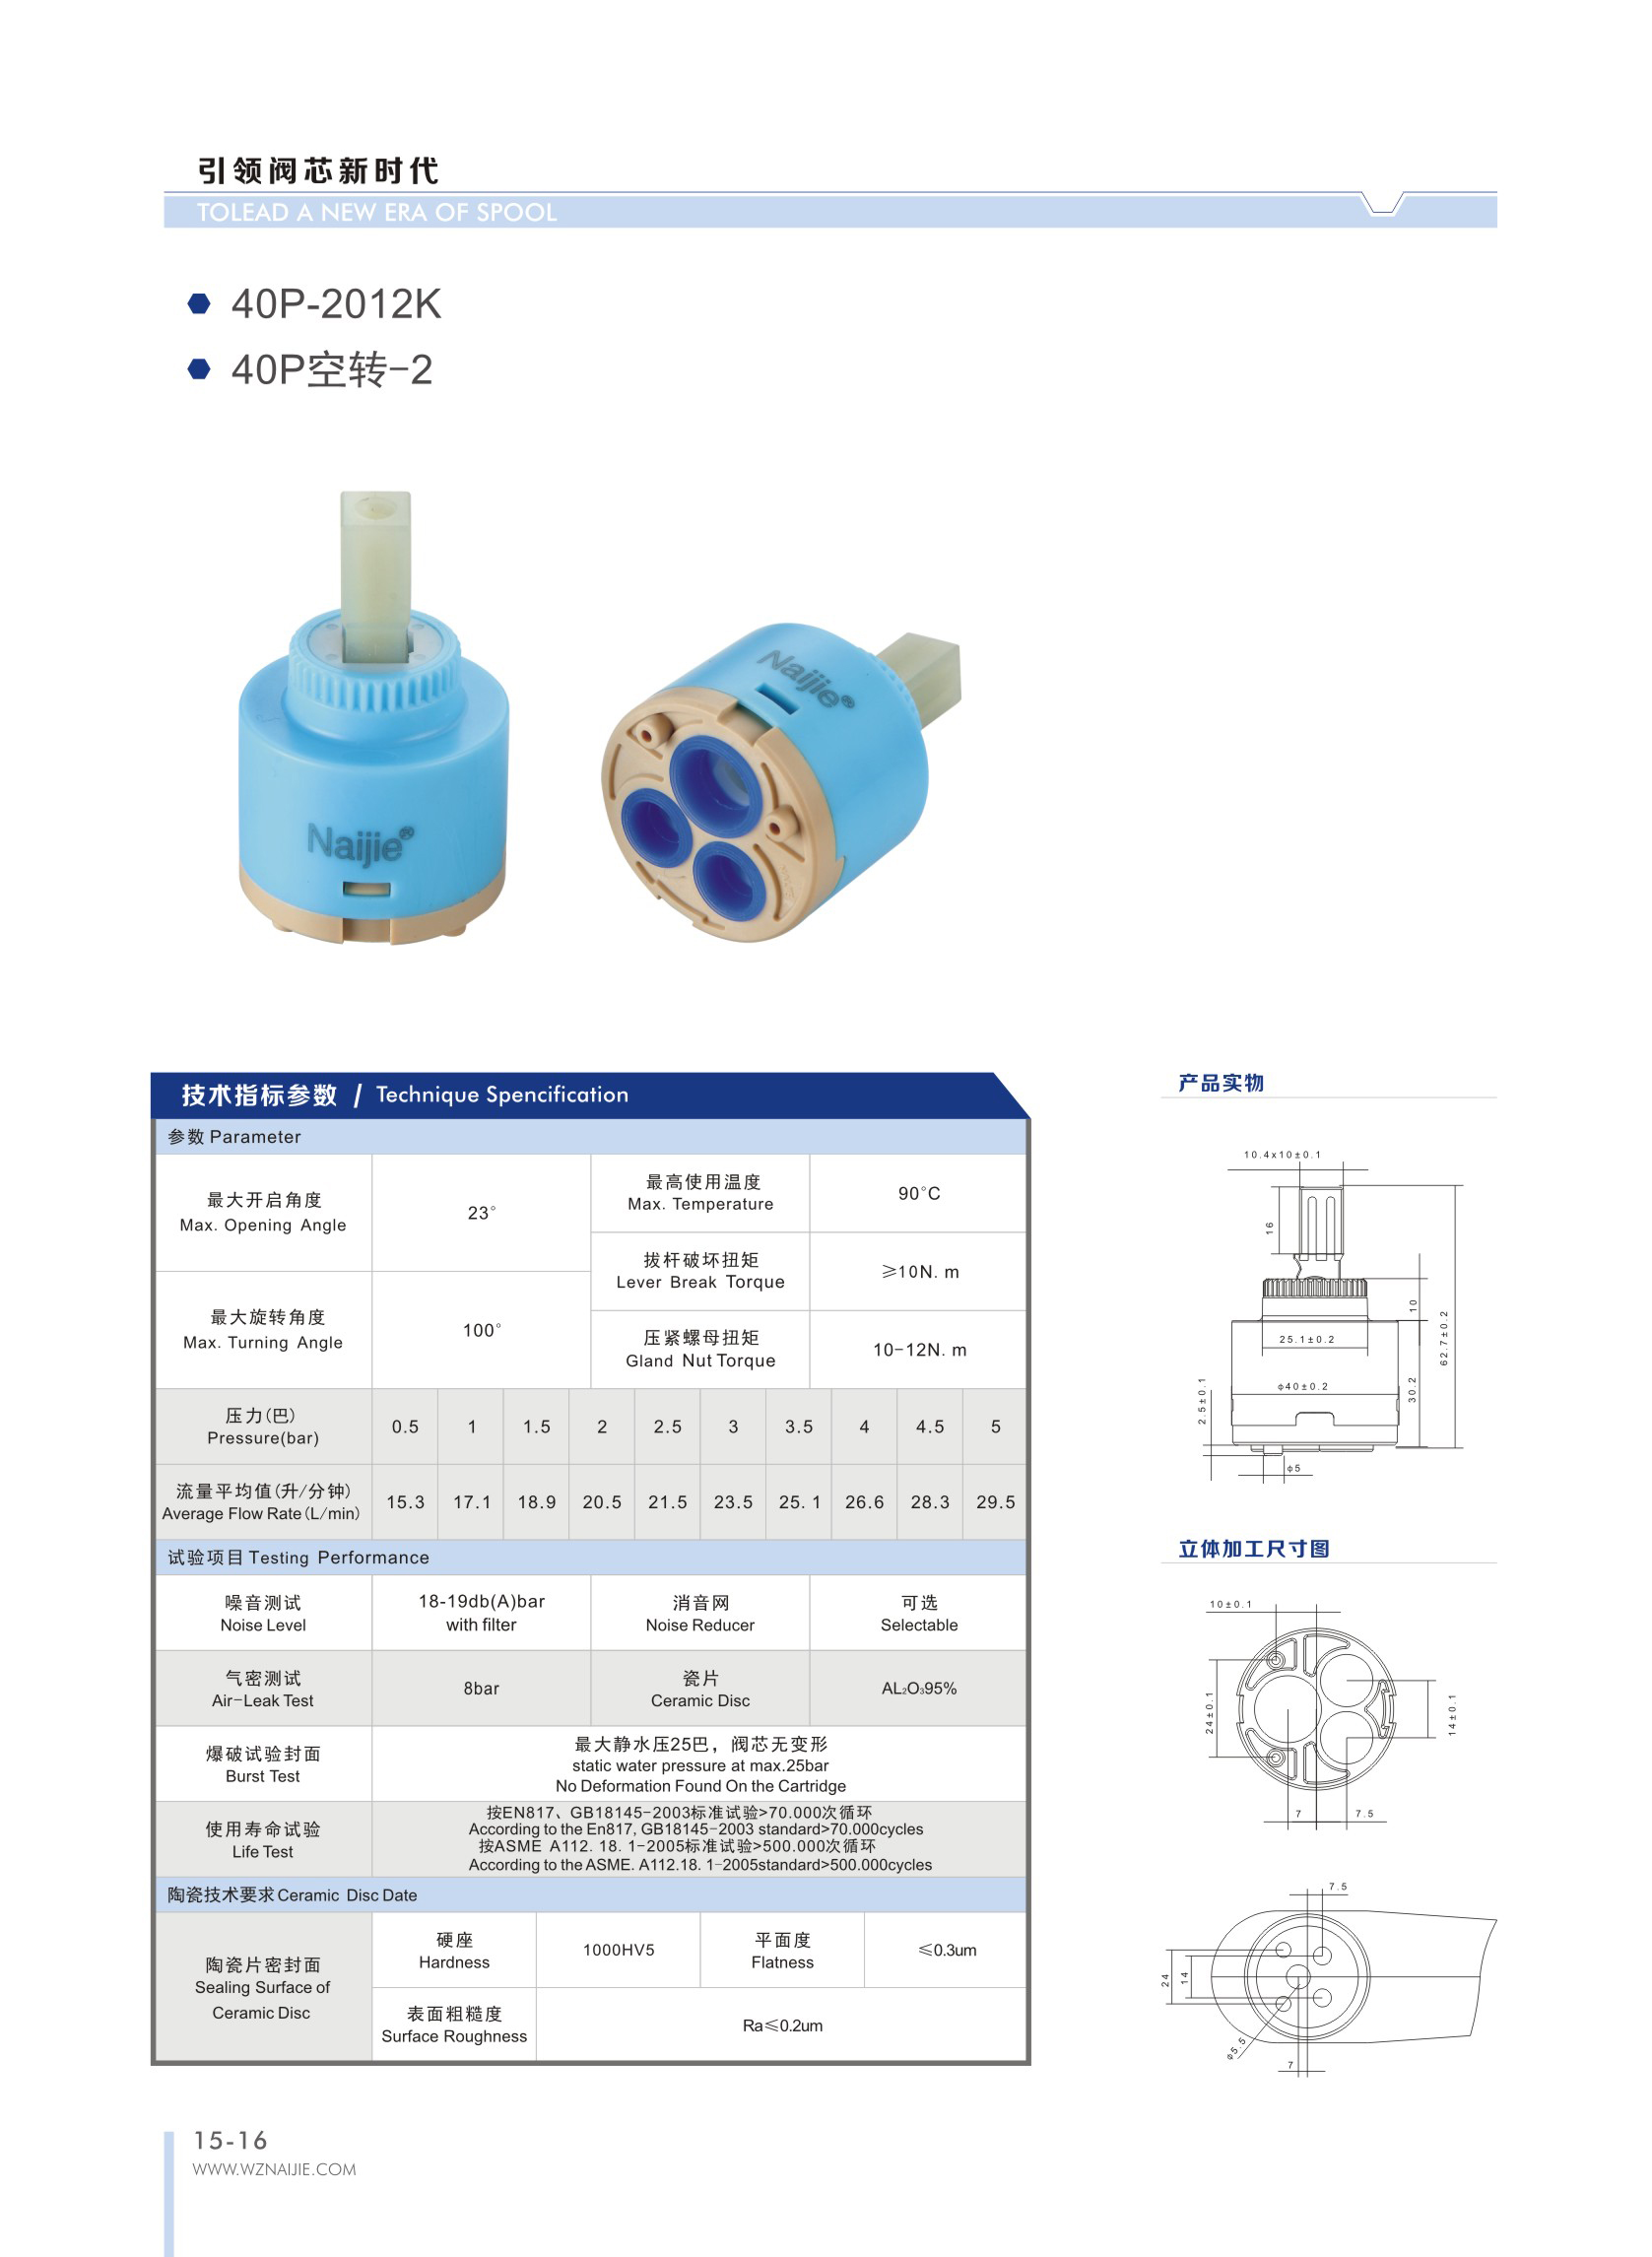 引领阀芯新时代
TOLEAD A NEW ERA OF SPOOL
40P-2012K
40P空转-2
Naijie®
Naijie®
技术指标参数 / Technique Spencification
参数 Parameter
最大开启角度
Max. Opening Angle
23°
最高使用温度
Max. Temperature
90°C
拔杆破坏扭矩
Lever Break Torque
≥10N. m
最大旋转角度
Max. Turning Angle
100°
压紧螺母扭矩
Gland Nut Torque
10-12N. m
压力(巴)
Pressure(bar)
0.5 1 1.5 2 2.5 3 3.5 4 4.5 5
流量平均值(升/分钟)
Average Flow Rate(L/min)
15.3 17.1 18.9 20.5 21.5 23.5 25. 1 26.6 28.3 29.5
试验项目 Testing Performance
噪音测试
Noise Level
18-19db(A)bar
with filter
消音网
Noise Reducer
可选
Selectable
气密测试
Air-Leak Test
8bar
瓷片
Ceramic Disc
AL₂O₃95%
爆破试验封面
Burst Test
最大静水压25巴，阀芯无变形
static water pressure at max.25bar
No Deformation Found On the Cartridge
使用寿命试验
Life Test
按EN817、GB18145-2003标准试验>70.000次循环
According to the En817, GB18145-2003 standard>70.000cycles
按ASME A112. 18. 1-2005标准试验>500.000次循环
According to the ASME. A112.18. 1-2005standard>500.000cycles
陶瓷技术要求 Ceramic Disc Date
陶瓷片密封面
Sealing Surface of
Ceramic Disc
硬座
Hardness
1000HV5
平面度
Flatness
≤0.3um
表面粗糙度
Surface Roughness
Ra≤0.2um
产品实物
10.4x10±0.1
16
10
25.1±0.2
62.7±0.2
φ40±0.2
30.2
2.5±0.1
φ5
立体加工尺寸图
10±0.1
24±0.1
14±0.1
7
7.5
7.5
24
14
φ5.5
7
15-16
WWW.WZNAIJIE.COM